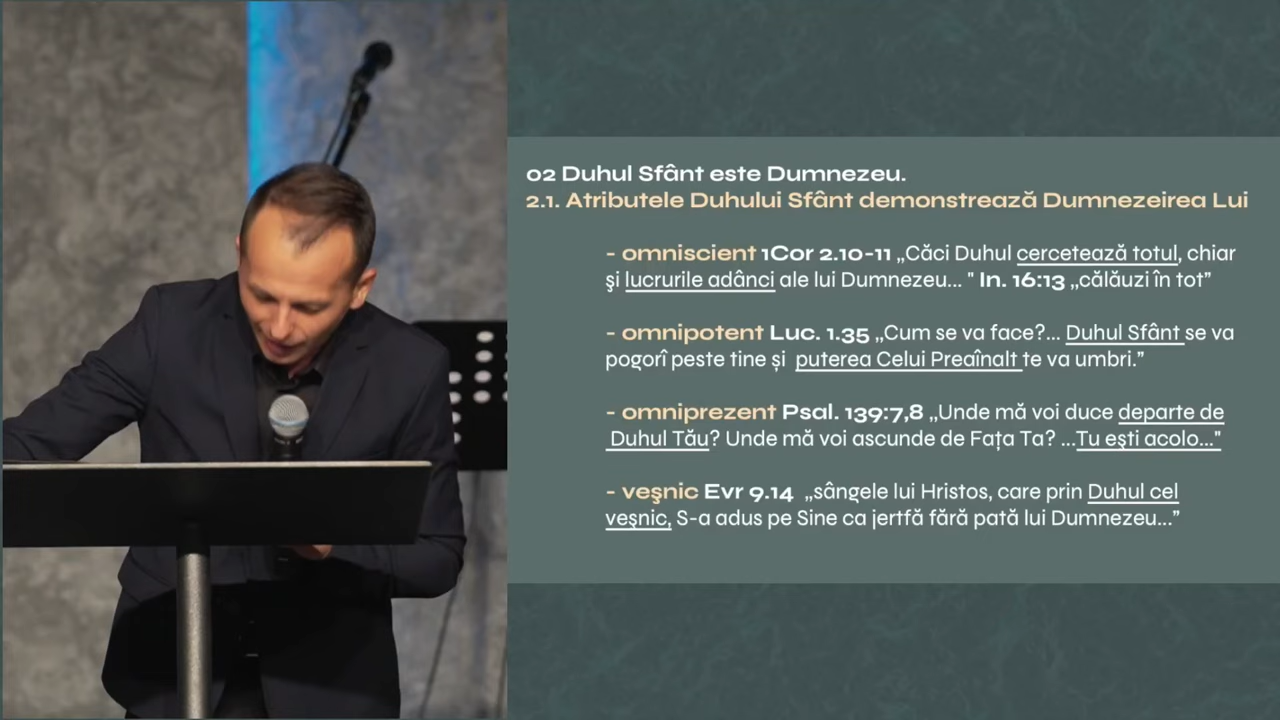 02 Duhul Sfânt este Dumnezeu.
2.1. Atributele Duhului Sfânt demonstrează Dumnezeirea Lui
- omniscient 1Cor 2.10-11 „Căci Duhul cercetează totul, chiar
şi lucrurile adânci ale lui Dumnezeu... " In. 16:13 „călăuzi în tot”
- omnipotent Luc. 1.35 „Cum se va face?... Duhul Sfânt se va
pogorî peste tine și puterea Celui Preaînalt te va umbri.”
- omniprezent Psal. 139:7,8 „Unde mă voi duce departe de
Duhul Tău? Unde mă voi ascunde de Fața Ta? ...Tu eşti acolo..."
- veşnic Evr 9.14 „sângele lui Hristos, care prin Duhul cel
veşnic, S-a adus pe Sine ca jertfă fără pată lui Dumnezeu...”